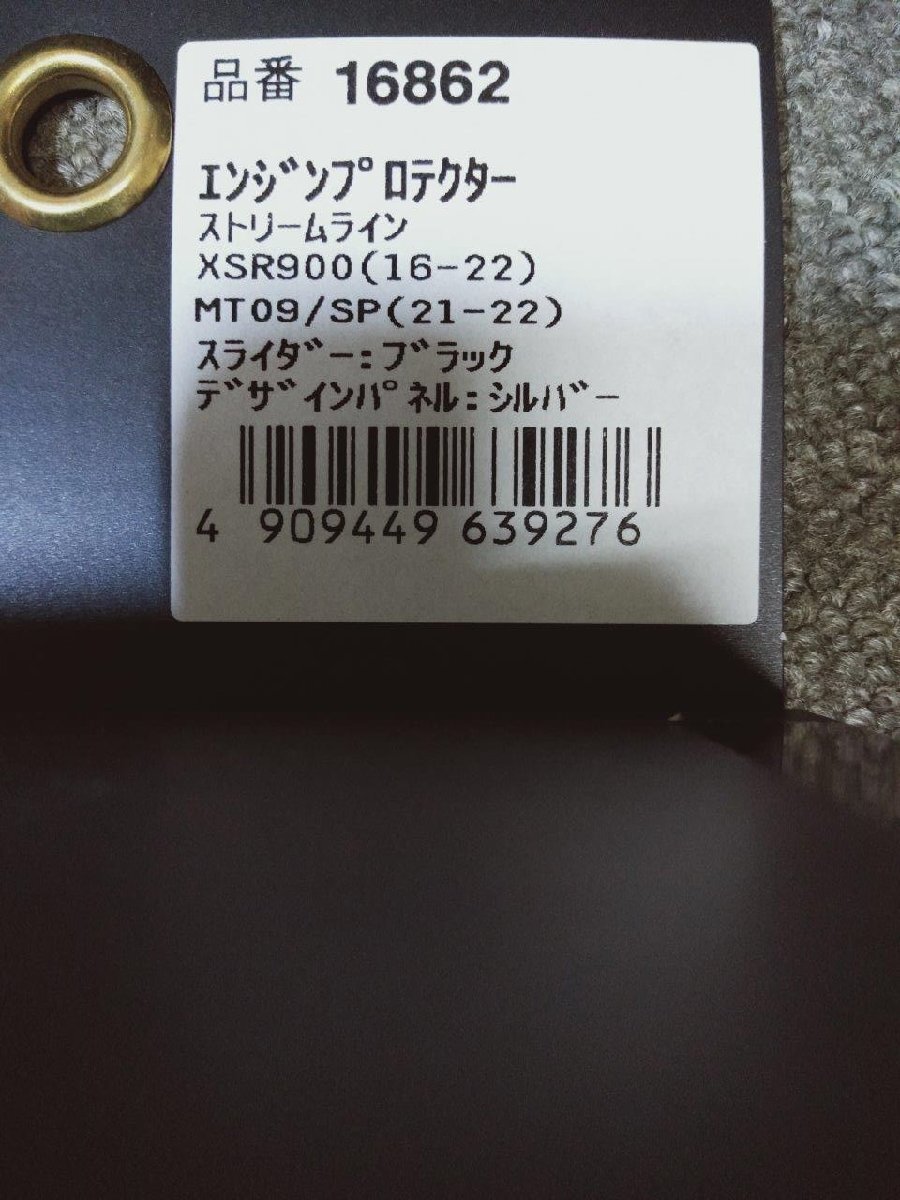 品番 16862
エンジンプロテクター
ストリームライン
XSR900(16-22)
MT09/SP(21-22)
スライダー:ブラック
デザインパネル:シルバー
4 909449 639276